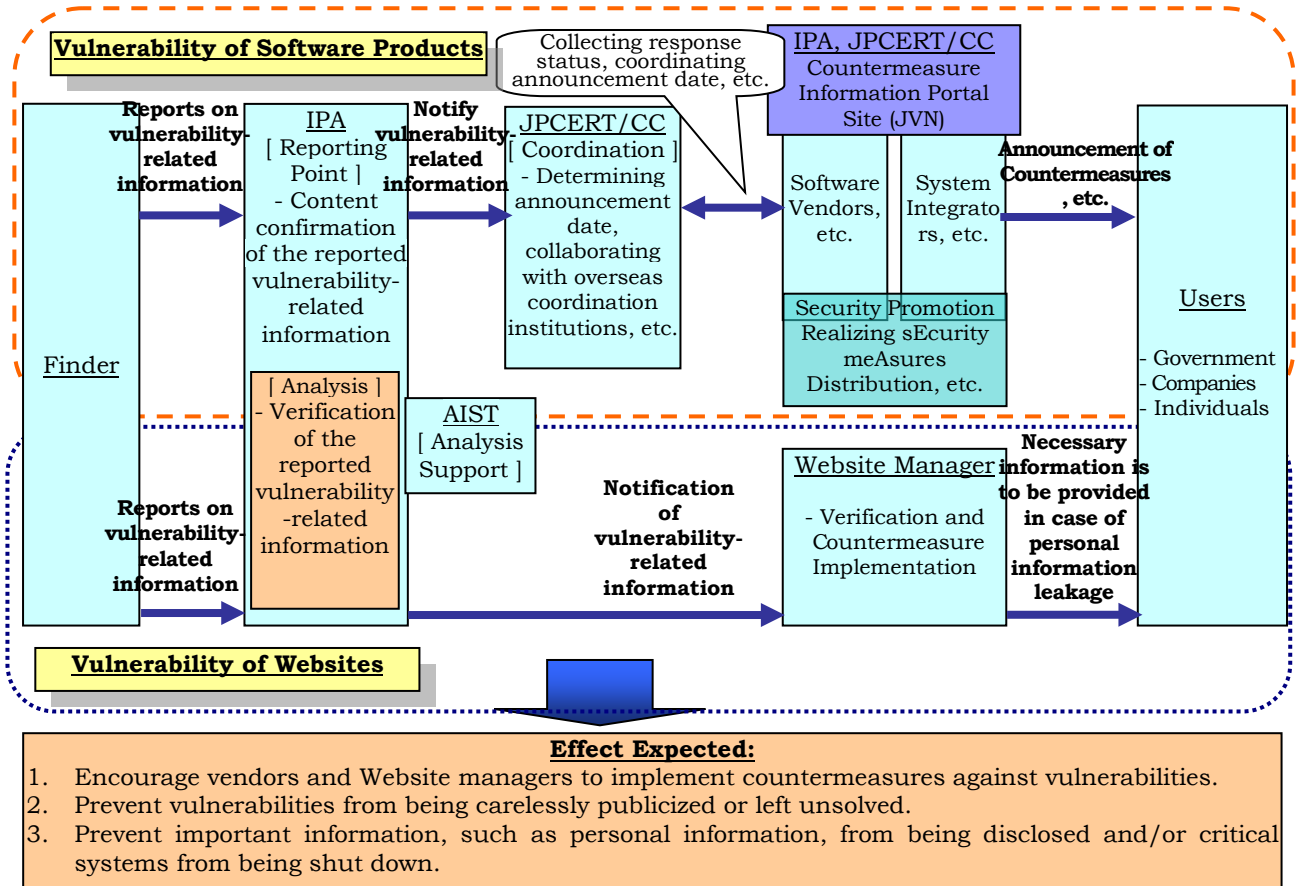 Vulnerability of Software Products
Collecting response
status, coordinating
announcement date, etc.
IPA, JPCERT/CC
Countermeasure
Information Portal
Site (JVN)
Finder
Reports on
vulnerability-
related
information
IPA
[ Reporting
Point ]
- Content
confirmation
of the reported
vulnerability-
related
information
[ Analysis ]
- Verification
of the
reported
vulnerability
-related
information
Notify
vulnerability-
related
information
JPCERT/CC
[ Coordination ]
- Determining
announcement
date,
collaborating
with overseas
coordination
institutions, etc.
AIST
[ Analysis
Support ]
Software
Vendors,
etc.
System
Integrato
rs, etc.
Security Promotion
Realizing sEcurity
meAsures
Distribution, etc.
Announcement of
Countermeasures
, etc.
Users
- Government
- Companies
- Individuals
Reports on
vulnerability-
related
information
Notification
of
vulnerability-
related
information
Website Manager
- Verification and
Countermeasure
Implementation
Necessary
information is
to be provided
in case of
personal
information
leakage
Vulnerability of Websites
Effect Expected:
1. Encourage vendors and Website managers to implement countermeasures against vulnerabilities.
2. Prevent vulnerabilities from being carelessly publicized or left unsolved.
3. Prevent important information, such as personal information, from being disclosed and/or critical
systems from being shut down.